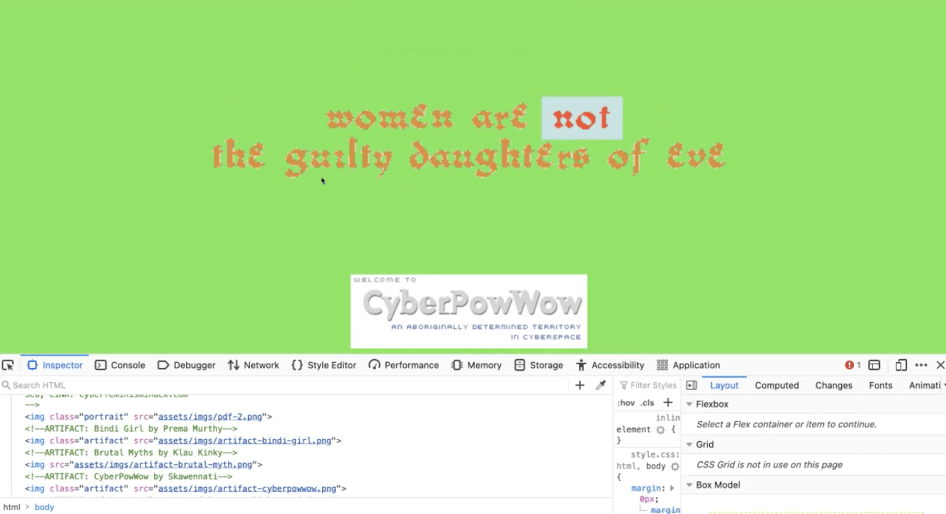 women are not
the guilty daughters of eve
WELCOME TO
CyberPowWow
AN ABORIGINALLY DETERMINED TERRITORY
IN CYBERSPACE
Inspector Console Debugger Network Style Editor Performance Memory Storage Accessibility Application 1
Search HTML
Filter Styles
Layout Computed Changes Fonts Animati
:hov .cls
-->
<img class="portrait" src="assets/imgs/pdf-2.png">
<!--ARTIFACT: Bindi Girl by Prema Murthy-->
<img class="artifact" src="assets/imgs/artifact-bindi-girl.png">
<!--ARTIFACT: Brutal Myths by Klau Kinky-->
<img src="assets/imgs/artifact-brutal-myth.png">
<!--ARTIFACT: CyberPowWow by Skawennati-->
<img class="artifact" src="assets/imgs/artifact-cyberpowwow.png">
html > body
inlin
element {
}
style.css:
html, body
{
margin:
0px;
margin
Flexbox
Select a Flex container or item to continue.
Grid
CSS Grid is not in use on this page
Box Model